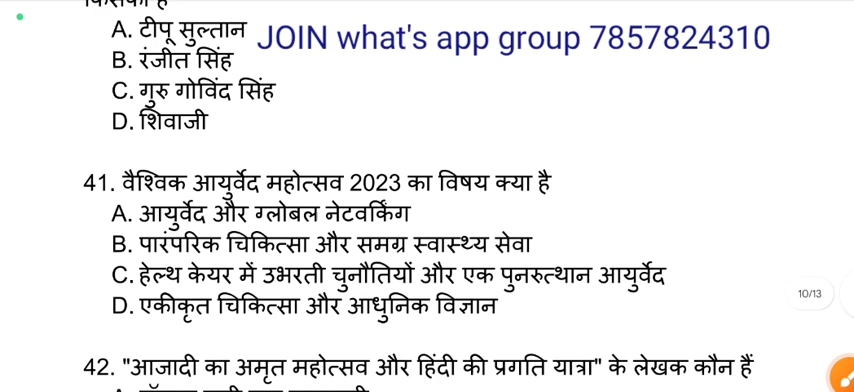 A. टीपू सुल्तान
JOIN what's app group 7857824310
B. रंजीत सिंह
C. गुरु गोविंद सिंह
D. शिवाजी
41. वैश्विक आयुर्वेद महोत्सव 2023 का विषय क्या है
A. आयुर्वेद और ग्लोबल नेटवर्किंग
B. पारंपरिक चिकित्सा और समग्र स्वास्थ्य सेवा
C. हेल्थ केयर में उभरती चुनौतियों और एक पुनरुत्थान आयुर्वेद
10/13
D. एकीकृत चिकित्सा और आधुनिक विज्ञान
42. "आजादी का अमृत महोत्सव और हिंदी की प्रगति यात्रा" के लेखक कौन हैं